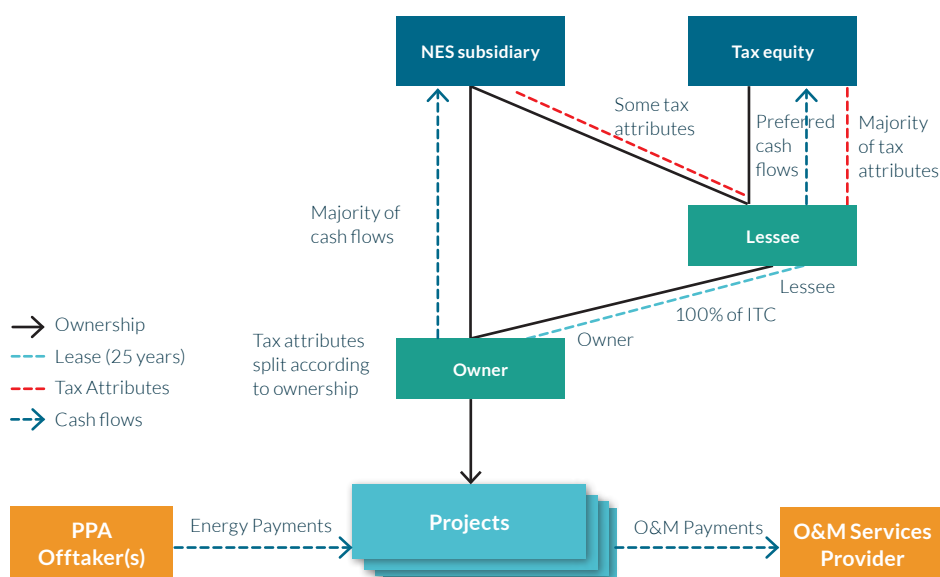 NES subsidiary
Tax equity
Some tax
attributes
Preferred
cash
flows
Majority
of tax
attributes
Majority of
cash flows
Lessee
Lessee
100% of ITC
Owner
Ownership
Lease (25 years)
Tax Attributes
Cash flows
Tax attributes
split according
to ownership
Owner
PPA
Offtaker(s)
Energy Payments
Projects
O&M Payments
O&M Services
Provider